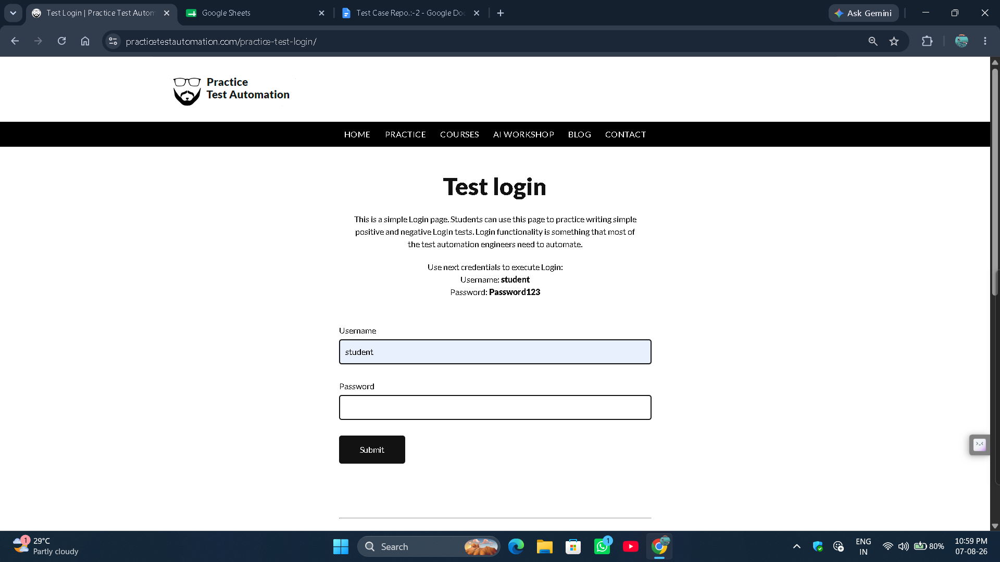 Test Login | Practice Test Autom
Google Sheets
Test Case Repo.:-2 - Google Doc
Ask Gemini
practicetestautomation.com/practice-test-login/
Practice
Test Automation
HOME PRACTICE COURSES AI WORKSHOP BLOG CONTACT
Test login
This is a simple Login page. Students can use this page to practice writing simple
positive and negative LogIn tests. Login functionality is something that most of
the test automation engineers need to automate.
Use next credentials to execute Login:
Username: student
Password: Password123
Username
student
Password
Submit
1
29°C
Partly cloudy
Search
1
ENG
IN
80%
10:59 PM
07-08-26